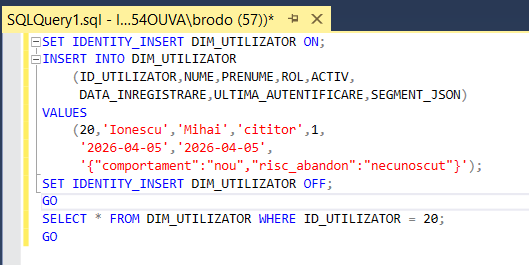 SQLQuery1.sql - l...54OUVA\brodo (57))*
SET IDENTITY_INSERT DIM_UTILIZATOR ON;
INSERT INTO DIM_UTILIZATOR
(ID_UTILIZATOR,NUME,PRENUME,ROL,ACTIV,
DATA_INREGISTRARE,ULTIMA_AUTENTIFICARE,SEGMENT_JSON)
VALUES
(20,'Ionescu','Mihai','cititor',1,
'2026-04-05','2026-04-05',
'{"comportament":"nou","risc_abandon":"necunoscut"}');
SET IDENTITY_INSERT DIM_UTILIZATOR OFF;
GO
SELECT * FROM DIM_UTILIZATOR WHERE ID_UTILIZATOR = 20;
GO